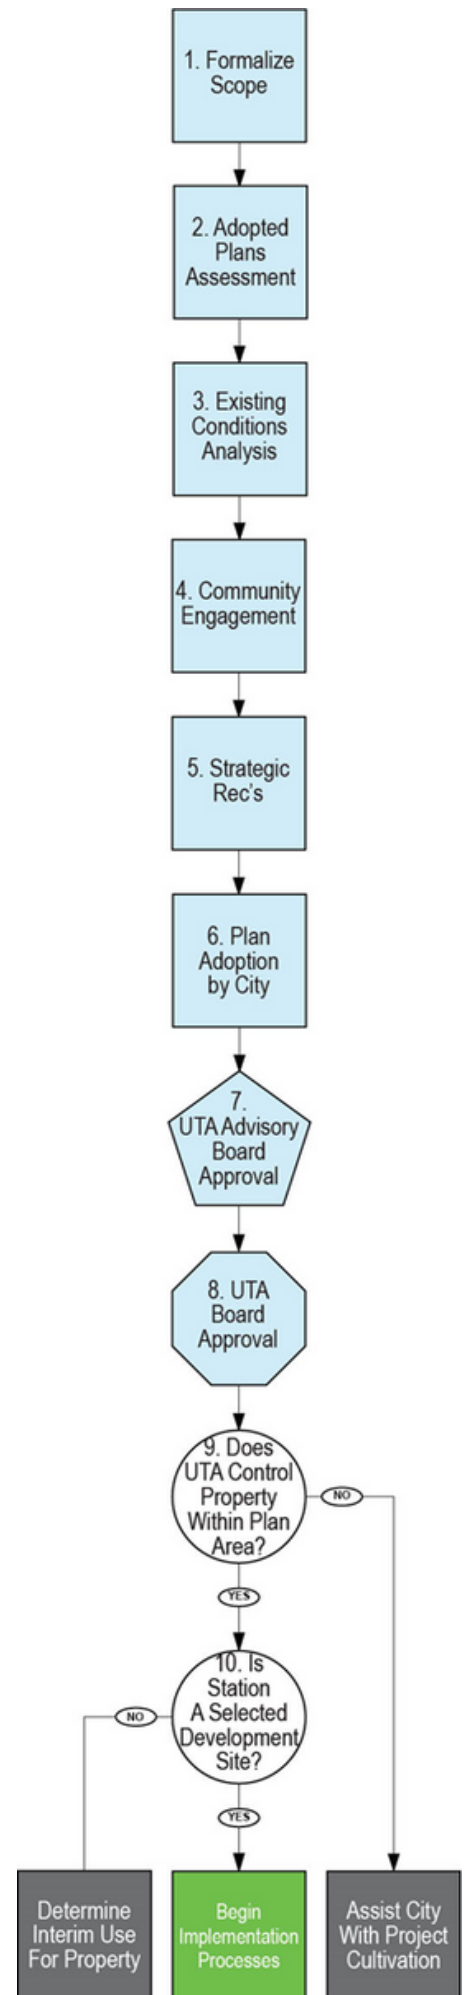 1. Formalize
Scope
2. Adopted
Plans
Assessment
3. Existing
Conditions
Analysis
4. Community
Engagement
5. Strategic
Rec's
6. Plan
Adoption
by City
7.
UTA Advisory
Board
Approval
8. UTA
Board
Approval
9. Does
UTA Control
Property
Within Plan
Area?
NO
YES
10. Is
Station
A Selected
Development
Site?
NO
YES
Determine
Interim Use
For Property
Begin
Implementation
Processes
Assist City
With Project
Cultivation